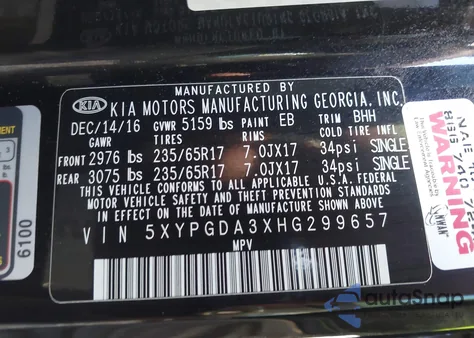 MANUFACTURED BY
KIA KIA MOTORS MANUFACTURING GEORGIA, INC.
DEC/14/16 GVWR 5159 lbs PAINT EB TRIM BHH
GAWR TIRES RIMS COLD TIRE INFL
FRONT 2976 lbs 235/65R17 7.0JX17 34psi SINGLE
REAR 3075 lbs 235/65R17 7.0JX17 34psi SINGLE
THIS VEHICLE CONFORMS TO ALL APPLICABLE U.S.A. FEDERAL
MOTOR VEHICLE SAFETY AND THEFT PREVENTION STANDARDS
IN EFFECT ON THE DATE OF MANUFACTURE SHOWN ABOVE
VIN 5XYPGDA3XHG299657
MPV
6100
WARNING
autoSnap